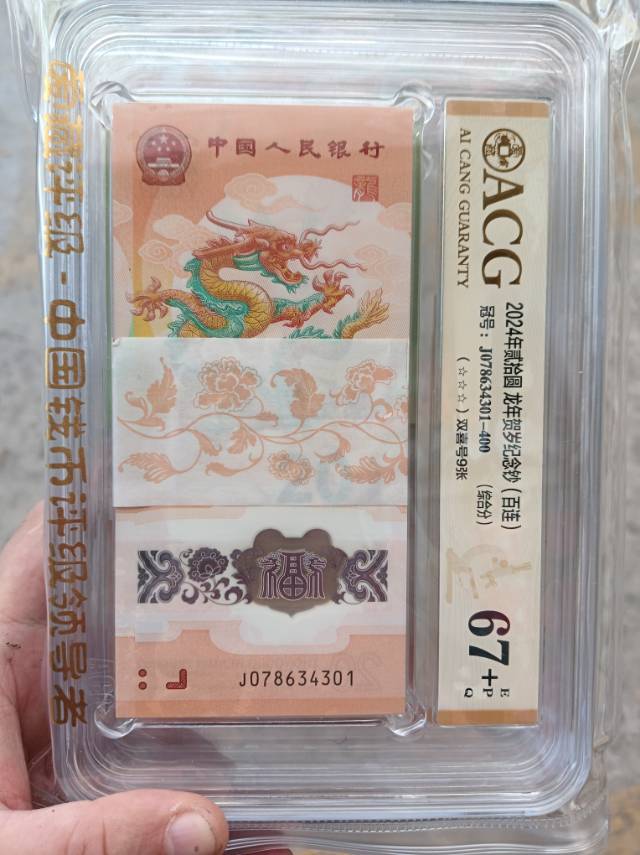 爱藏评级-中国钱币评级领导者
中国人民银行
福
J078634301
ACG
AI CANG GUARANTY
2024年贰拾圆 龙年贺岁纪念钞（百连）
冠号：J078634301-400 （综合分）
（☆☆☆）双喜号9张
67+ EPQ